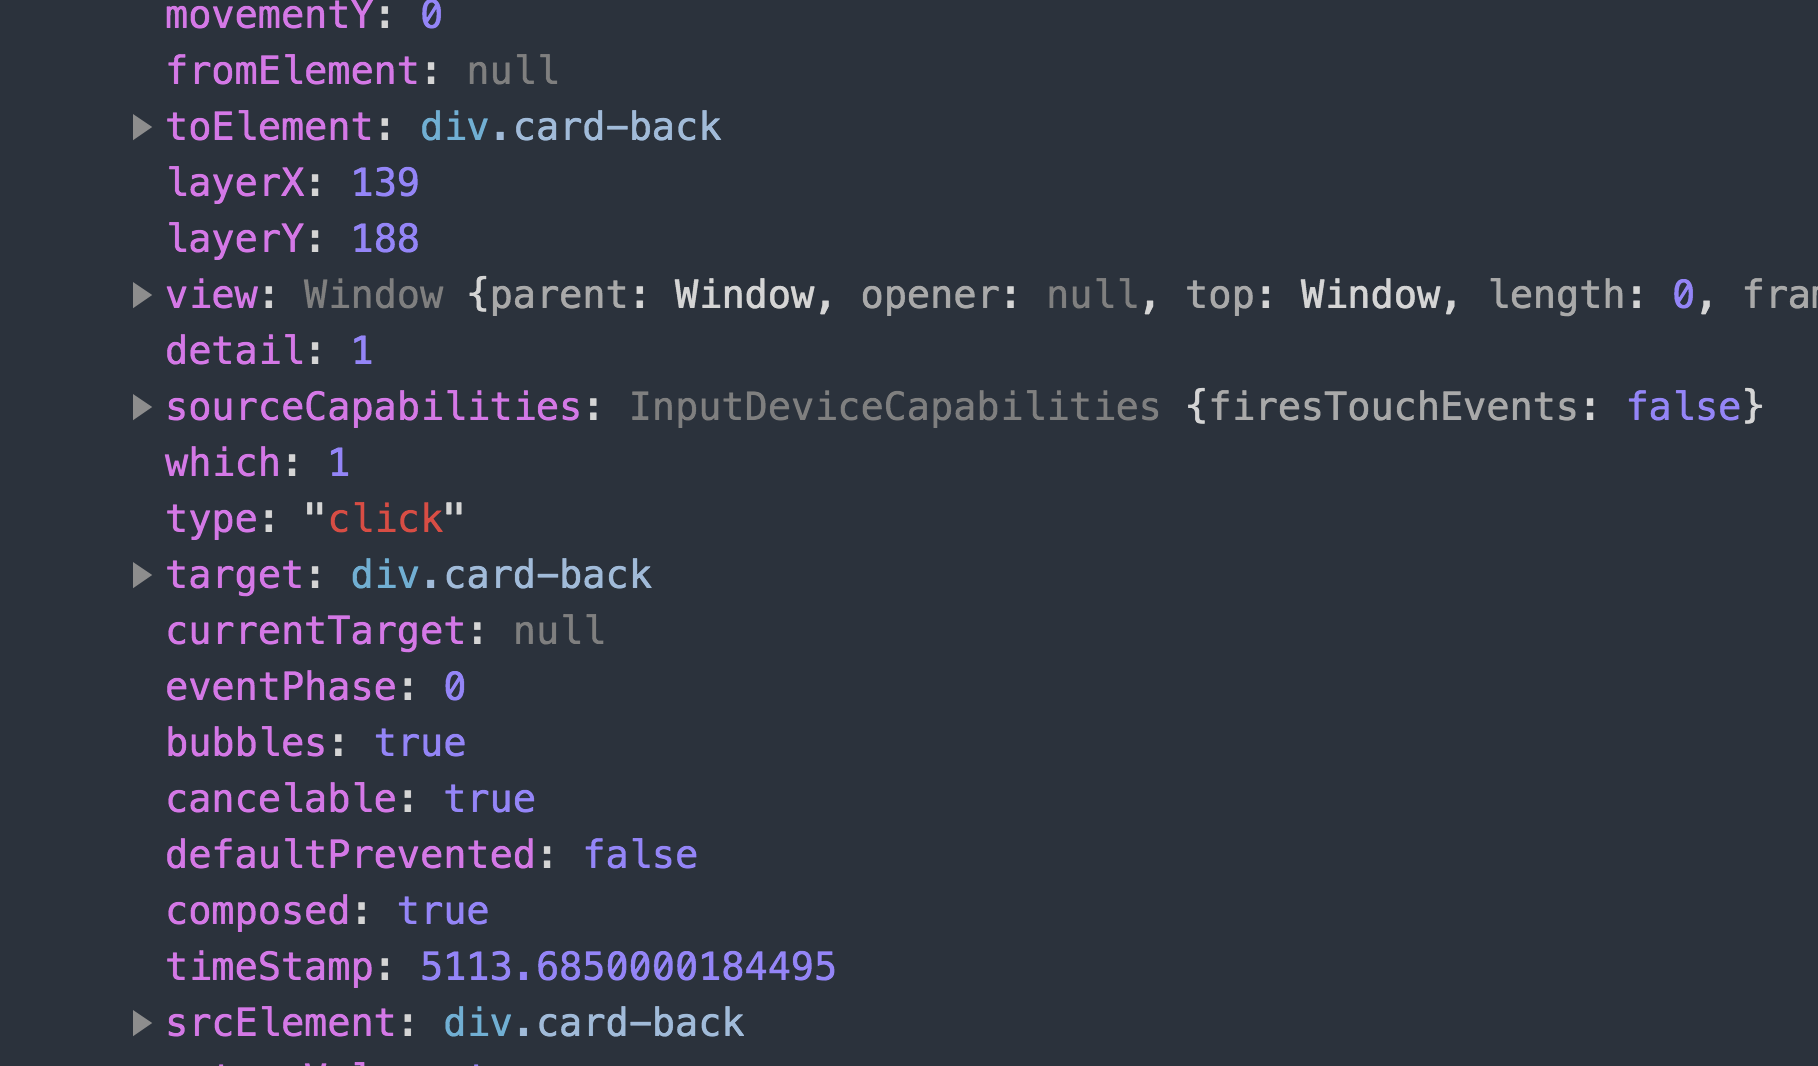 movementY: 0
fromElement: null
toElement: div.card-back
layerX: 139
layerY: 188
view: Window {parent: Window, opener: null, top: Window, length: 0, fram
detail: 1
sourceCapabilities: InputDeviceCapabilities {firesTouchEvents: false}
which: 1
type: "click"
target: div.card-back
currentTarget: null
eventPhase: 0
bubbles: true
cancelable: true
defaultPrevented: false
composed: true
timeStamp: 5113.6850000184495
srcElement: div.card-back